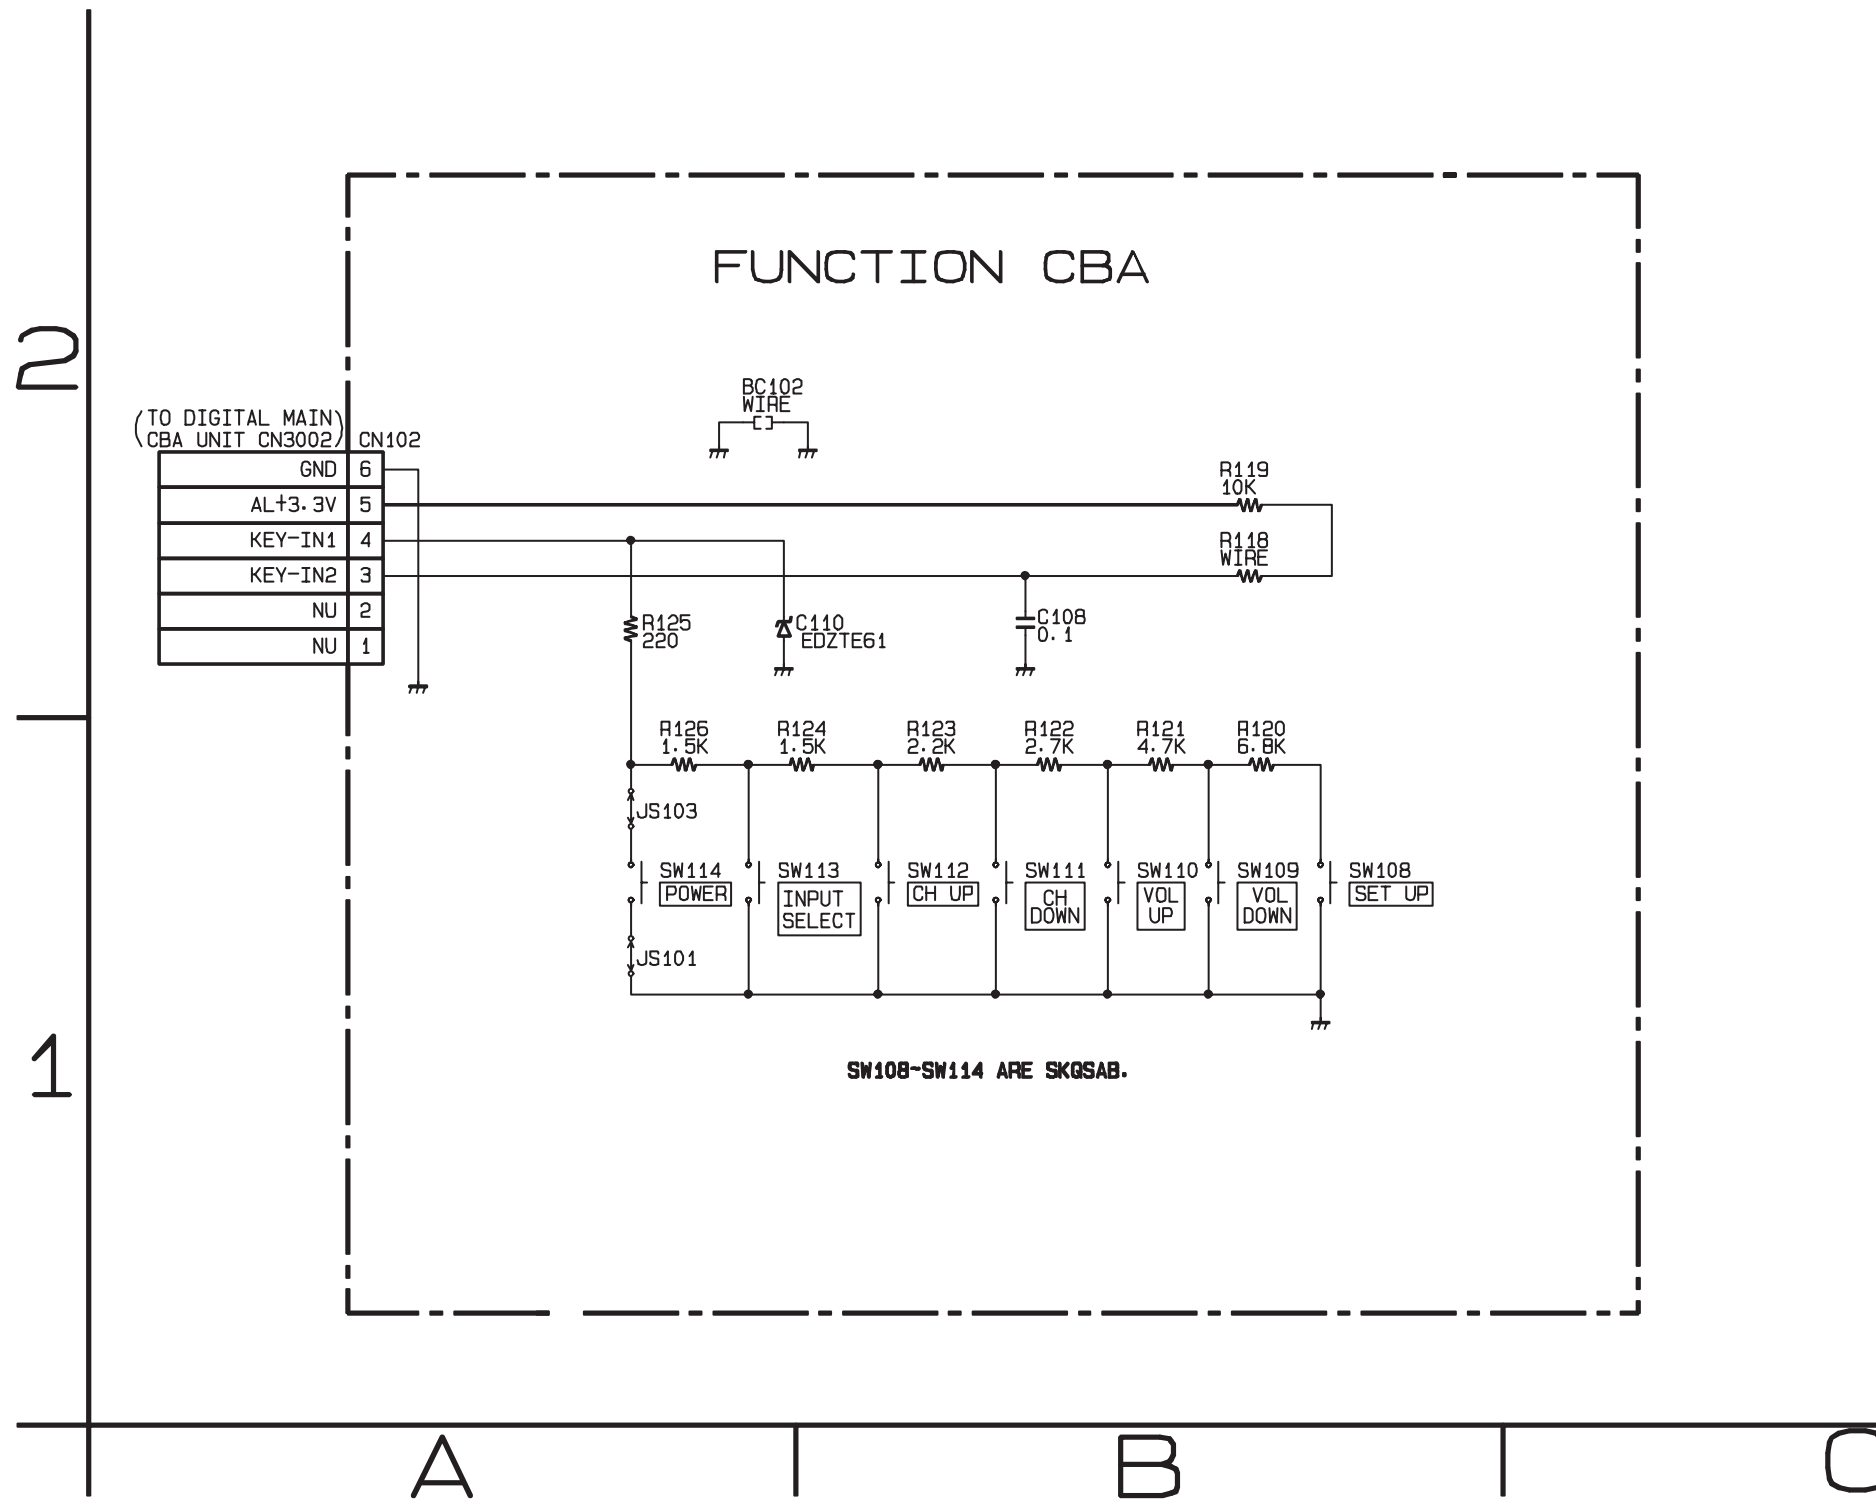 2
FUNCTION CBA
BC102
WIRE
(TO DIGITAL MAIN
CBA UNIT CN3002)
CN102
GND 6
AL+3.3V 5
KEY-IN1 4
KEY-IN2 3
NU 2
NU 1
R119
10K
R118
WIRE
R125
220
C110
EDZTE61
C108
0.1
R126
1.5K
R124
1.5K
R123
2.2K
R122
2.7K
R121
4.7K
R120
6.8K
JS103
SW114
POWER
SW113
INPUT
SELECT
SW112
CH UP
SW111
CH
DOWN
SW110
VOL
UP
SW109
VOL
DOWN
SW108
SET UP
JS101
1
SW108~SW114 ARE SKQSAB.
A
B
C